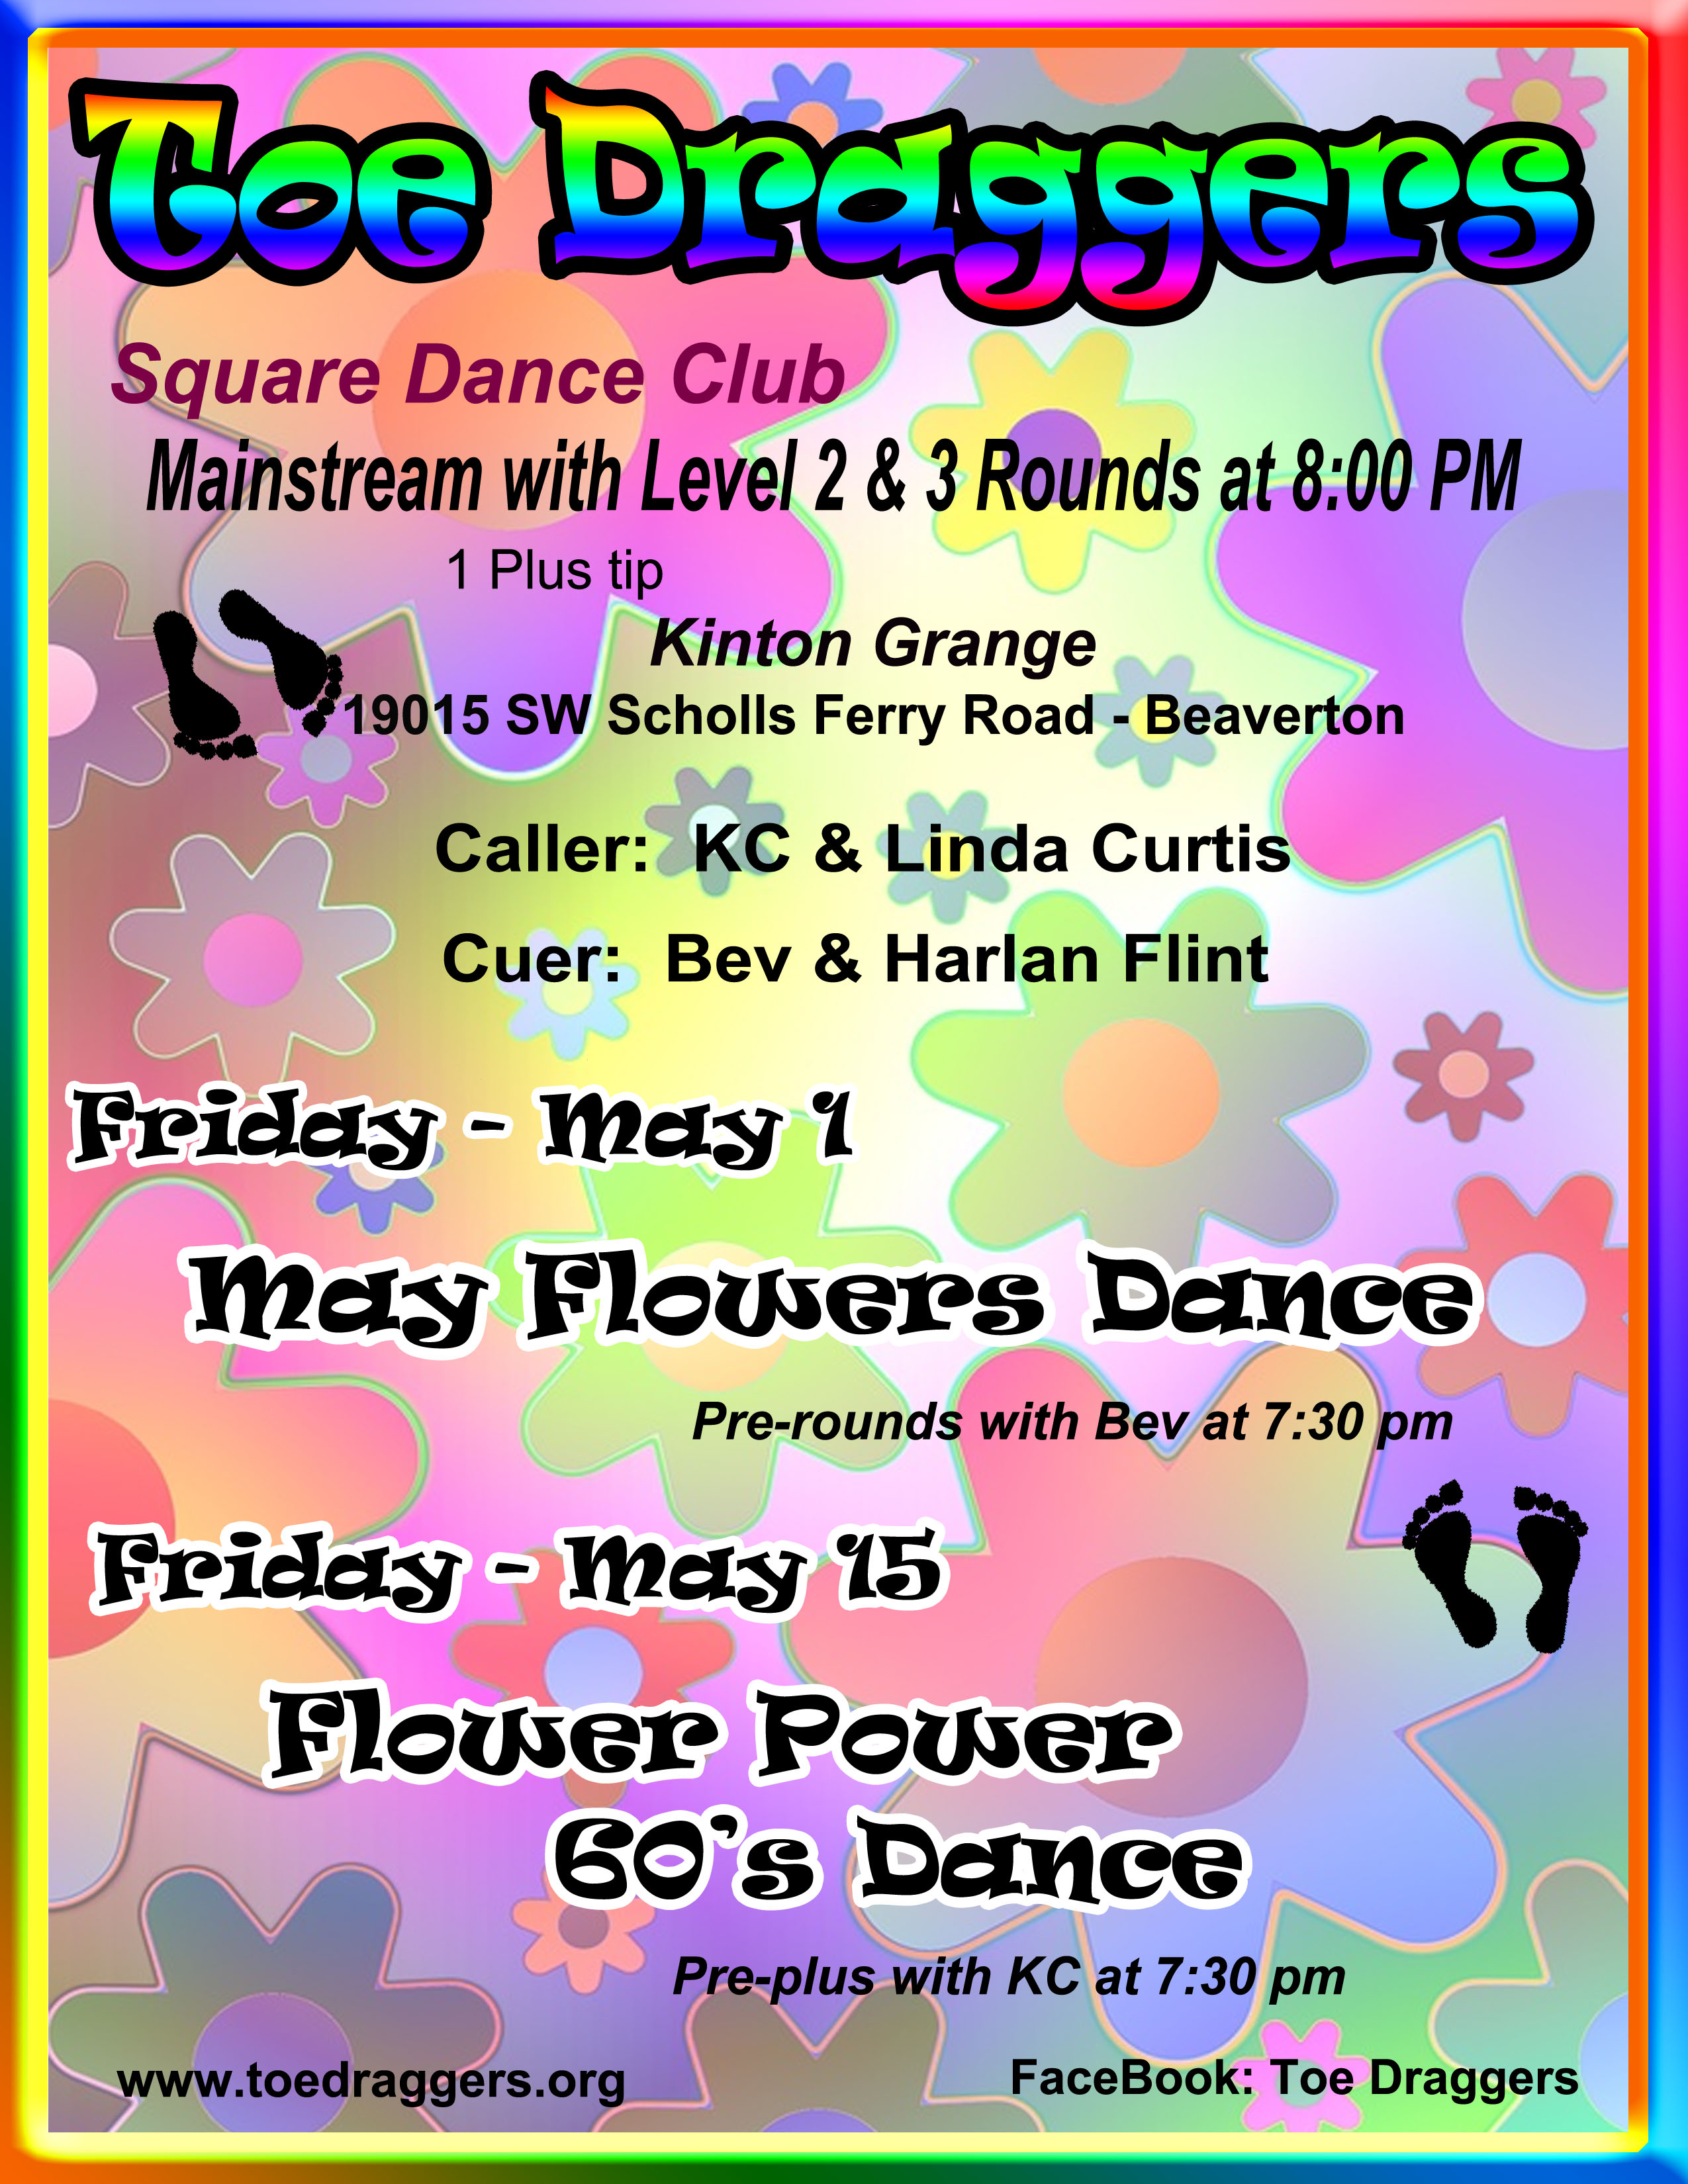 Toe Draggers
Square Dance Club
Mainstream with Level 2 & 3 Rounds at 8:00 PM
1 Plus tip
Kinton Grange
19015 SW Scholls Ferry Road - Beaverton
Caller: KC & Linda Curtis
Cuer: Bev & Harlan Flint
Friday - May 1
May Flowers Dance
Pre-rounds with Bev at 7:30 pm
Friday - May 15
Flower Power
60's Dance
Pre-plus with KC at 7:30 pm
www.toedraggers.org
FaceBook: Toe Draggers